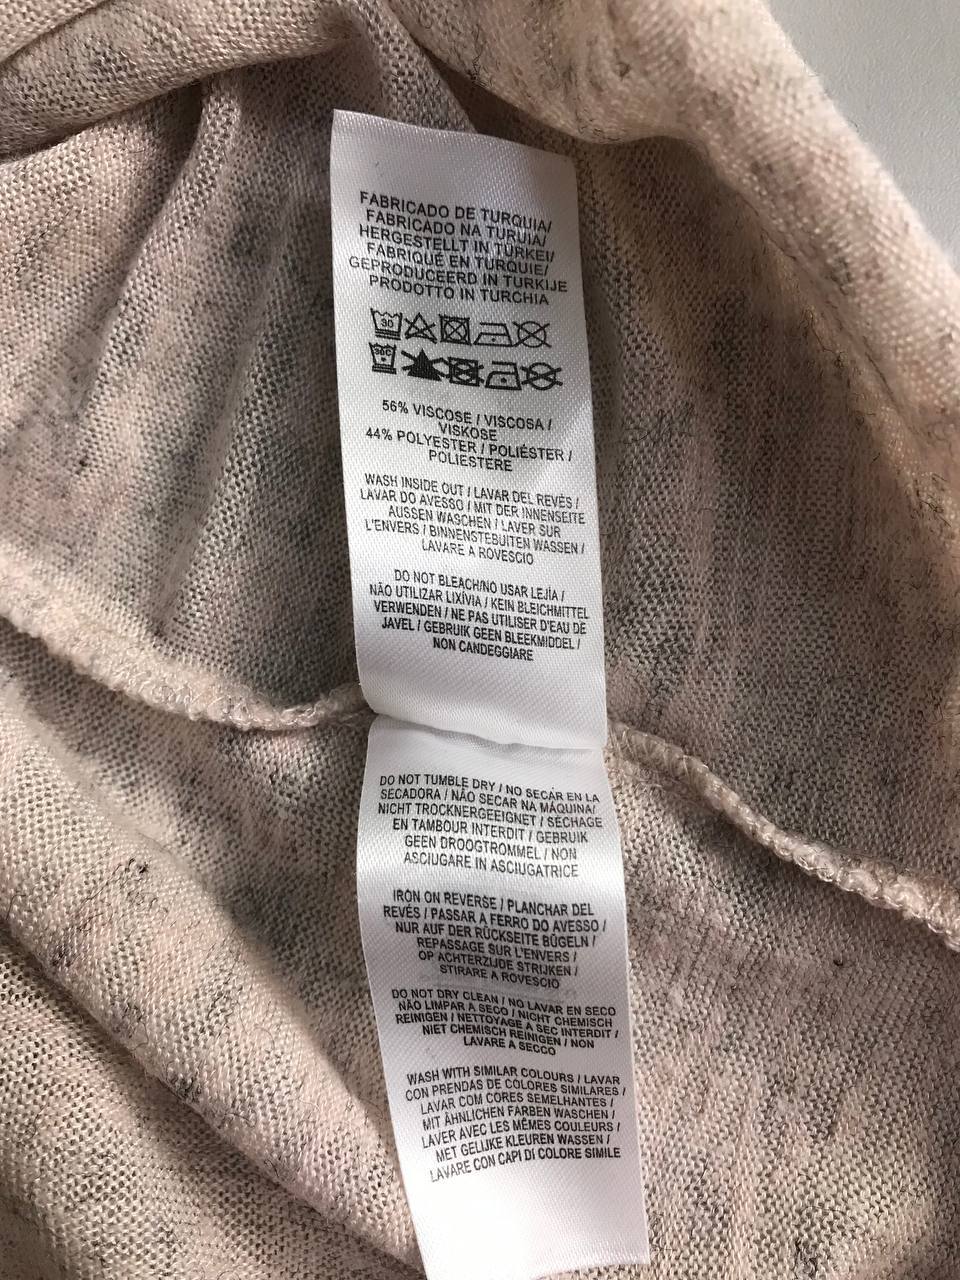 FABRICADO DE TURQUIA/
FABRICADO NA TURUIA/
HERGESTELLT IN TÜRKEI/
FABRIQUÉ EN TURQUIE/
GEPRODUCEERD IN TURKIJE
PRODOTTO IN TURCHIA
30
30C
56% VISCOSE / VISCOSA /
VISKOSE
44% POLYESTER / POLIÉSTER /
POLIESTERE
WASH INSIDE OUT / LAVAR DEL REVÉS /
LAVAR DO AVESSO / MIT DER INNENSEITE
AUSSEN WASCHEN / LAVER SUR
L'ENVERS / BINNENSTEBUITEN WASSEN /
LAVARE A ROVESCIO
DO NOT BLEACH/NO USAR LEJÍA /
NÃO UTILIZAR LIXÍVIA / KEIN BLEICHMITTEL
VERWENDEN / NE PAS UTILISER D'EAU DE
JAVEL / GEBRUIK GEEN BLEEKMIDDEL /
NON CANDEGGIARE
DO NOT TUMBLE DRY / NO SECAR EN LA
SECADORA / NÃO SECAR NA MÁQUINA/
NICHT TROCKNERGEEIGNET / SÉCHAGE
EN TAMBOUR INTERDIT / GEBRUIK
GEEN DROOGTROMMEL / NON
ASCIUGARE IN ASCIUGATRICE
IRON ON REVERSE / PLANCHAR DEL
REVÉS / PASSAR A FERRO DO AVESSO /
NUR AUF DER RÜCKSEITE BÜGELN /
REPASSAGE SUR L'ENVERS /
OP ACHTERZIJDE STRIJKEN /
STIRARE A ROVESCIO
DO NOT DRY CLEAN / NO LAVAR EN SECO
NÃO LIMPAR A SECO / NICHT CHEMISCH
REINIGEN / NETTOYAGE A SEC INTERDIT /
NIET CHEMISCH REINIGEN / NON
LAVARE A SECCO
WASH WITH SIMILAR COLOURS / LAVAR
CON PRENDAS DE COLORES SIMILARES /
LAVAR COM CORES SEMELHANTES /
MIT ÄHNLICHEN FARBEN WASCHEN /
LAVER AVEC LES MÊMES COULEURS /
MET GELIJKE KLEUREN WASSEN /
LAVARE CON CAPI DI COLORE SIMILE